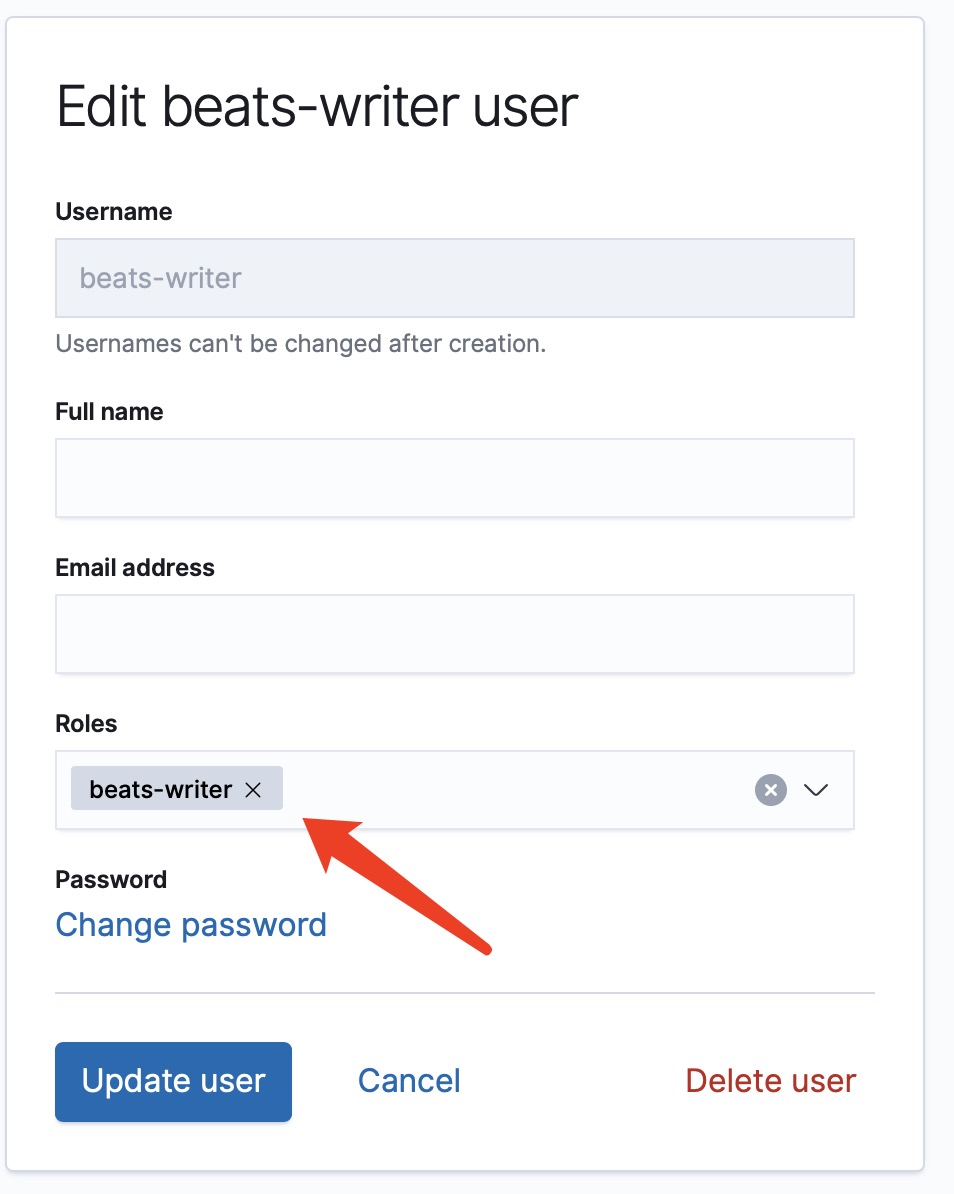 Edit beats-writer user
Username
beats-writer
Usernames can't be changed after creation.
Full name
Email address
Roles
beats-writer
Password
Change password
Update user
Cancel
Delete user